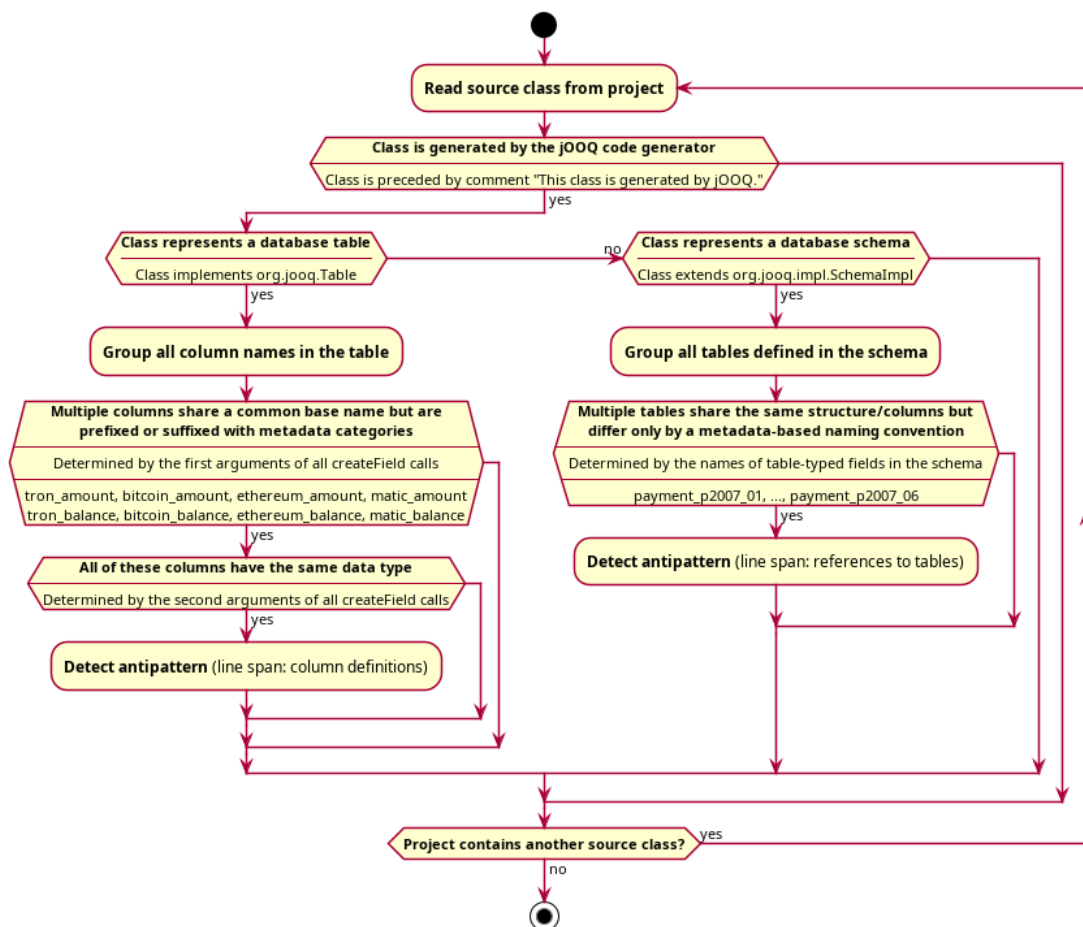 Read source class from project
Class is generated by the jOOQ code generator
Class is preceded by comment "This class is generated by jOOQ."
yes
Class represents a database table
Class implements org.jooq.Table
no
Class represents a database schema
Class extends org.jooq.impl.SchemaImpl
yes
yes
Group all column names in the table
Group all tables defined in the schema
Multiple columns share a common base name but are
prefixed or suffixed with metadata categories
Determined by the first arguments of all createField calls
tron_amount, bitcoin_amount, ethereum_amount, matic_amount
tron_balance, bitcoin_balance, ethereum_balance, matic_balance
yes
Multiple tables share the same structure/columns but
differ only by a metadata-based naming convention
Determined by the names of table-typed fields in the schema
payment_p2007_01, ..., payment_p2007_06
yes
All of these columns have the same data type
Determined by the second arguments of all createField calls
yes
Detect antipattern (line span: references to tables)
Detect antipattern (line span: column definitions)
Project contains another source class?
yes
no